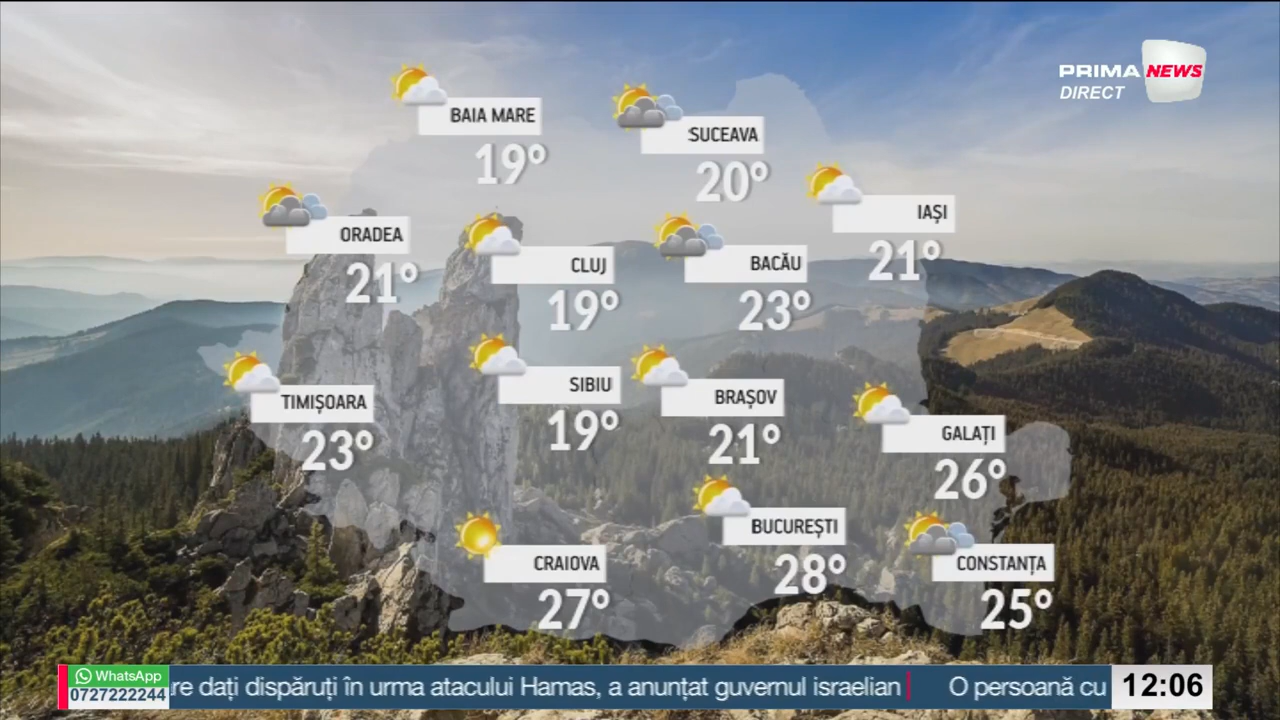 PRIMA NEWS
DIRECT
BAIA MARE
19°
SUCEAVA
20°
IAȘI
21°
ORADEA
21°
CLUJ
19°
BACĂU
23°
TIMIȘOARA
23°
SIBIU
19°
BRAȘOV
21°
GALAȚI
26°
BUCUREȘTI
28°
CRAIOVA
27°
CONSTANȚA
25°
WhatsApp
0727222244
are dați dispăruți în urma atacului Hamas, a anunțat guvernul israelian | O persoană cu
12:06